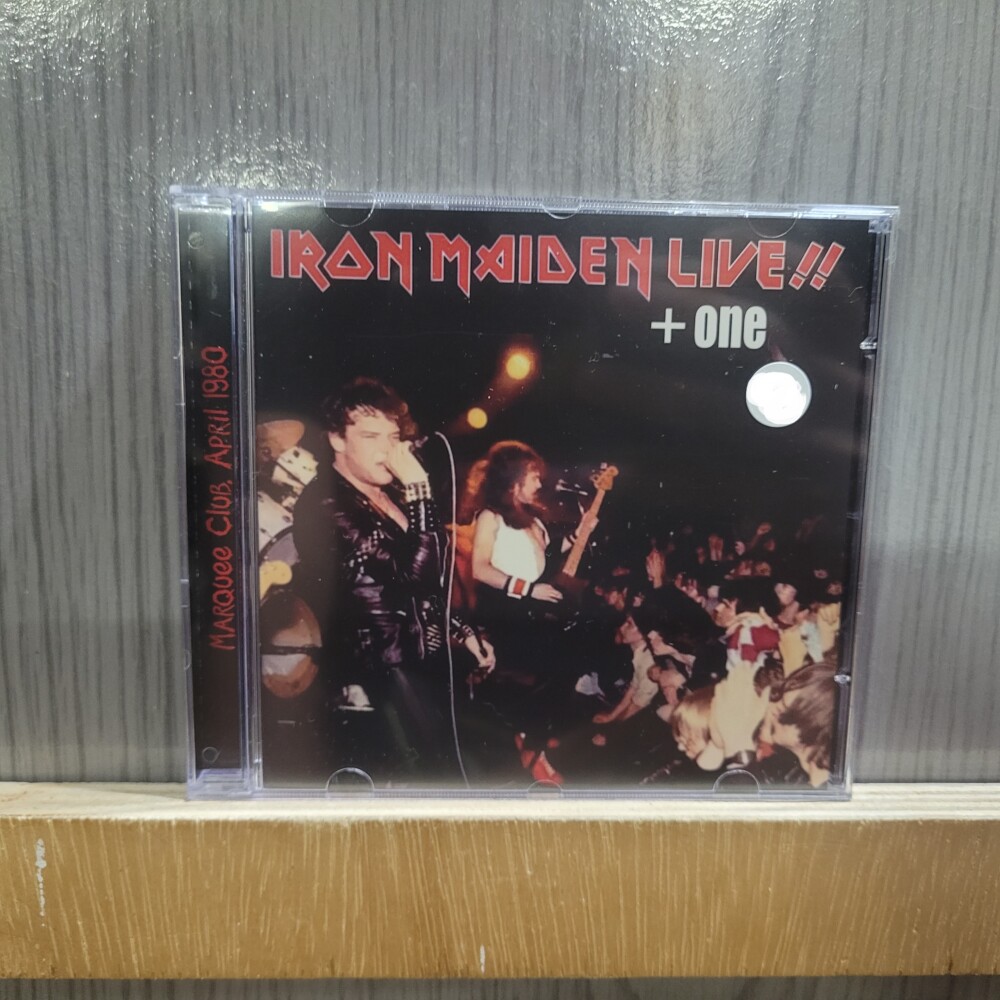 IRON MAIDEN LIVE!!
+ one
MARQUEE CLUB, APRIL 1980